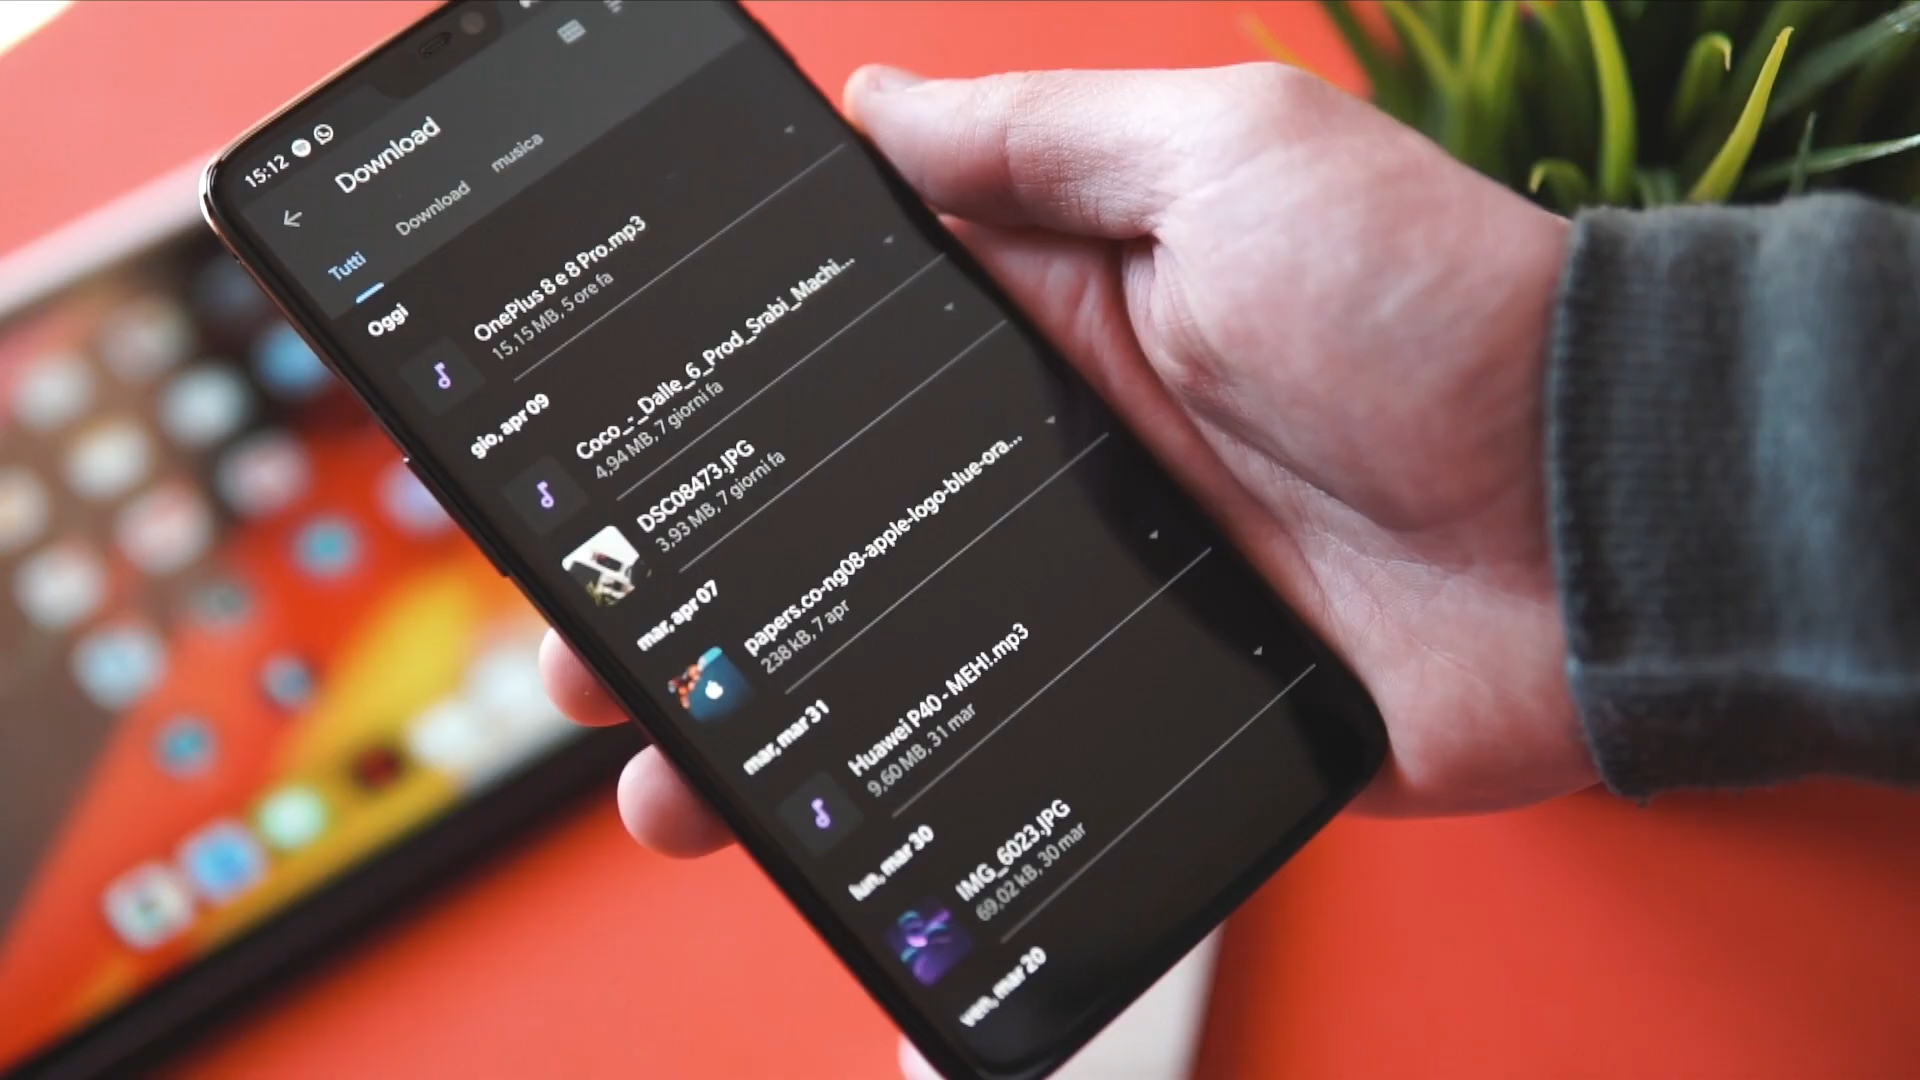 15:12
Download
Tutti Download musica
Oggi
OnePlus 8 e 8 Pro.mp3
15,15 MB, 5 ore fa
gio, apr 09
Coco_-_Dalle_6_Prod_Srabi_Machi...
4,94 MB, 7 giorni fa
DSC08473.JPG
3,93 MB, 7 giorni fa
mar, apr 07
papers.co-ng08-apple-logo-blue-ora...
238 kB, 7 apr
mar, mar 31
Huawei P40 - MEH!.mp3
9,60 MB, 31 mar
lun, mar 30
IMG_6023.JPG
69,02 kB, 30 mar
ven, mar 20